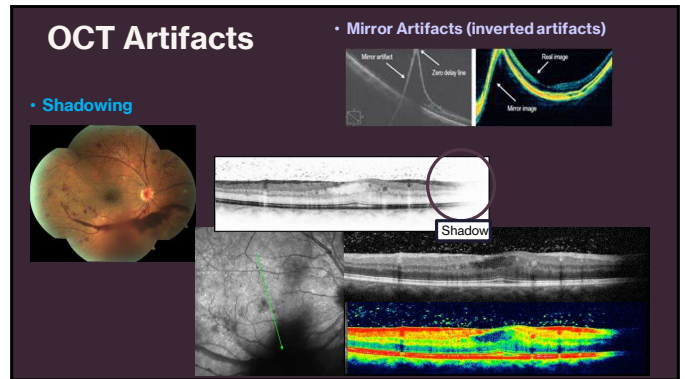 OCT Artifacts
• Mirror Artifacts (inverted artifacts)
Mirror artifact
Zero delay line
Real image
Mirror image
• Shadowing
Shadow